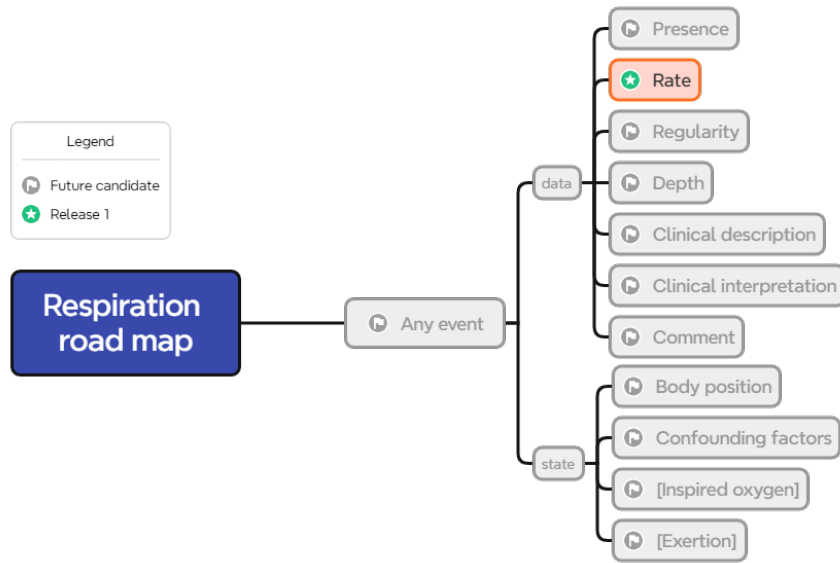 Legend
Future candidate
Release 1
Respiration
road map
Any event
data
Presence
Rate
Regularity
Depth
Clinical description
Clinical interpretation
Comment
state
Body position
Confounding factors
[Inspired oxygen]
[Exertion]